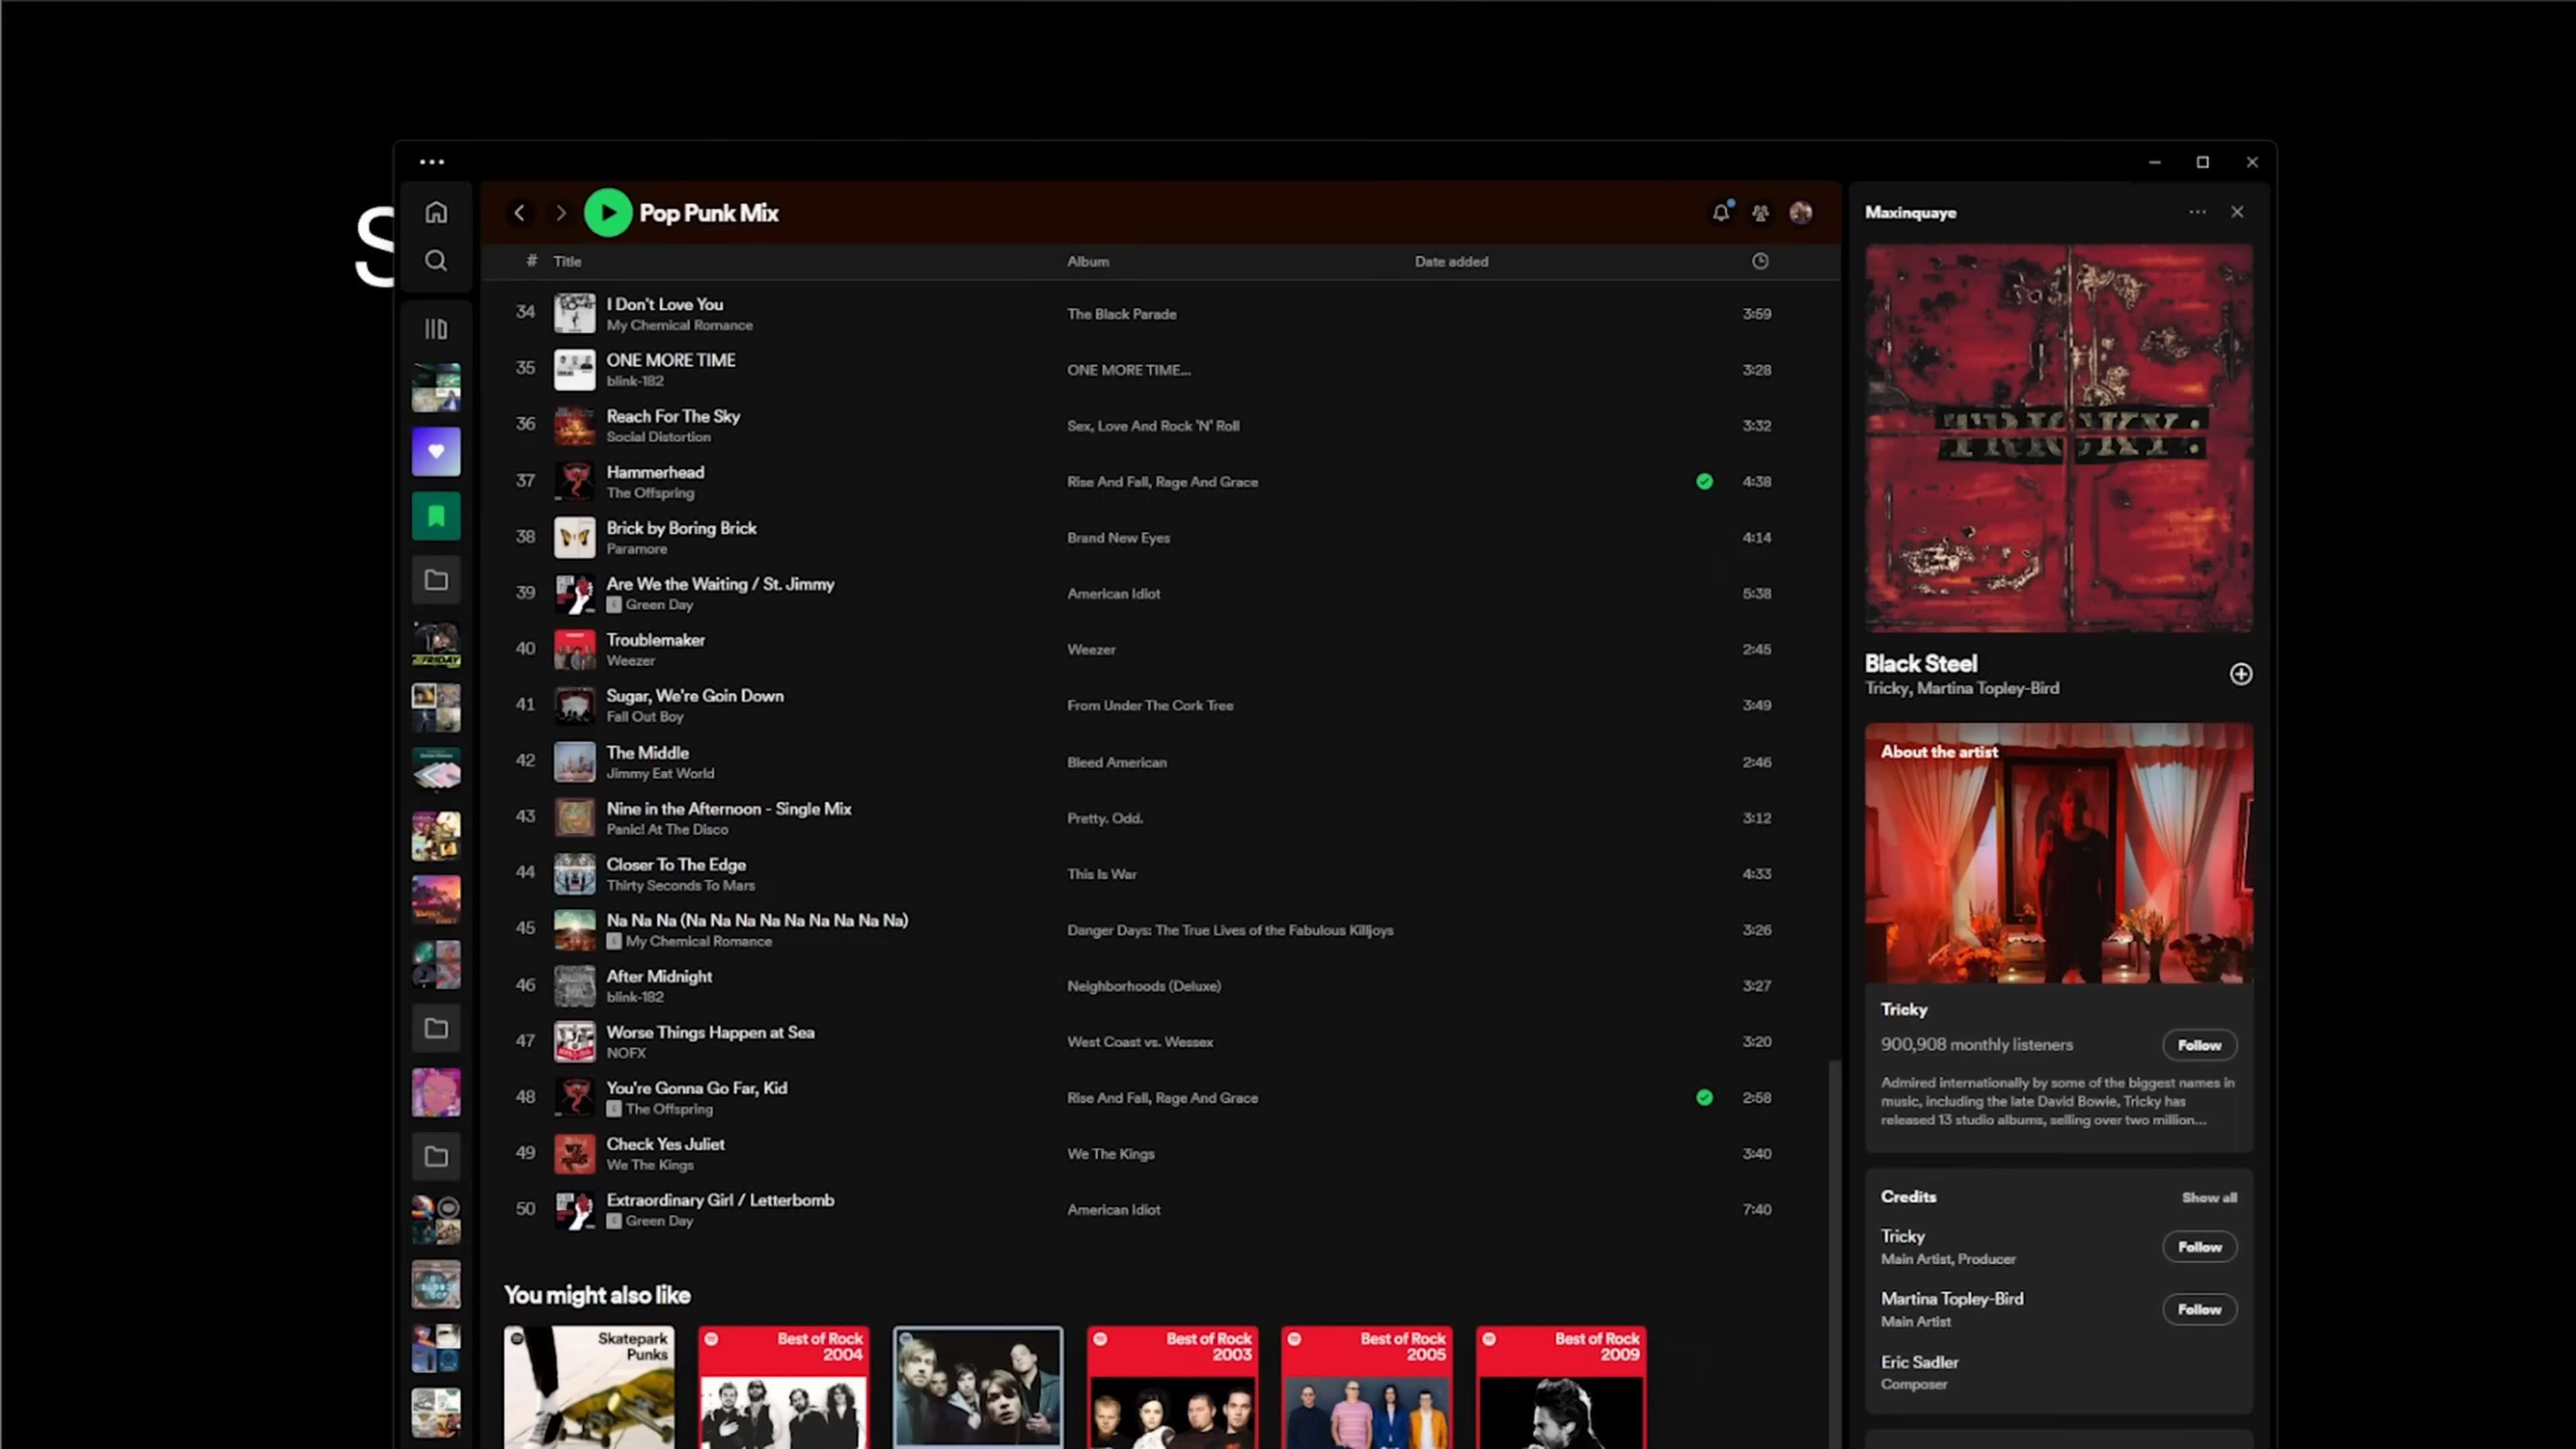 S
Pop Punk Mix
# Title Album Date added
34 I Don't Love You The Black Parade 3:59
My Chemical Romance
35 ONE MORE TIME ONE MORE TIME... 3:28
blink-182
36 Reach For The Sky Sex, Love And Rock 'N' Roll 3:32
Social Distortion
37 Hammerhead Rise And Fall, Rage And Grace 4:38
The Offspring
38 Brick by Boring Brick Brand New Eyes 4:14
Paramore
39 Are We the Waiting / St. Jimmy American Idiot 5:38
E Green Day
40 Troublemaker Weezer 2:45
Weezer
41 Sugar, We're Goin Down From Under The Cork Tree 3:49
Fall Out Boy
42 The Middle Bleed American 2:46
Jimmy Eat World
43 Nine in the Afternoon - Single Mix Pretty. Odd. 3:12
Panic! At The Disco
44 Closer To The Edge This Is War 4:33
Thirty Seconds To Mars
45 Na Na Na (Na Na Na Na Na Na Na Na Na) Danger Days: The True Lives of the Fabulous Killjoys 3:26
E My Chemical Romance
46 After Midnight Neighborhoods (Deluxe) 3:27
blink-182
47 Worse Things Happen at Sea West Coast vs. Wessex 3:20
NOFX
48 You're Gonna Go Far, Kid Rise And Fall, Rage And Grace 2:58
E The Offspring
49 Check Yes Juliet We The Kings 3:40
We The Kings
50 Extraordinary Girl / Letterbomb American Idiot 7:40
E Green Day
You might also like
Skatepark
Punks
Best of Rock
2004
Best of Rock
2003
Best of Rock
2005
Best of Rock
2009
FRIDAY
Maxinquaye
TRICKY:
Black Steel
Tricky, Martina Topley-Bird
About the artist
Tricky
900,908 monthly listeners Follow
Admired internationally by some of the biggest names in
music, including the late David Bowie, Tricky has
released 13 studio albums, selling over two million...
Credits Show all
Tricky
Main Artist, Producer
Follow
Martina Topley-Bird
Main Artist
Follow
Eric Sadler
Composer